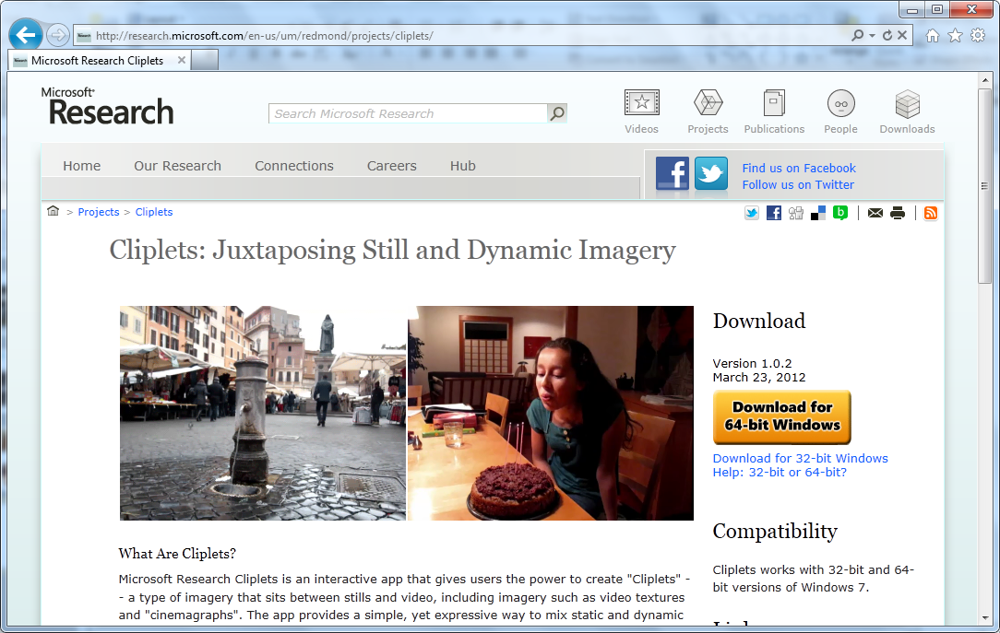 http://research.microsoft.com/en-us/um/redmond/projects/cliplets/
Microsoft Research Cliplets
Microsoft®
Research
Search Microsoft Research
Videos
Projects
Publications
People
Downloads
Home
Our Research
Connections
Careers
Hub
Find us on Facebook
Follow us on Twitter
> Projects > Cliplets
Cliplets: Juxtaposing Still and Dynamic Imagery
What Are Cliplets?
Microsoft Research Cliplets is an interactive app that gives users the power to create "Cliplets" -
- a type of imagery that sits between stills and video, including imagery such as video textures
and "cinemagraphs". The app provides a simple, yet expressive way to mix static and dynamic
Download
Version 1.0.2
March 23, 2012
Download for
64-bit Windows
Download for 32-bit Windows
Help: 32-bit or 64-bit?
Compatibility
Cliplets works with 32-bit and 64-
bit versions of Windows 7.